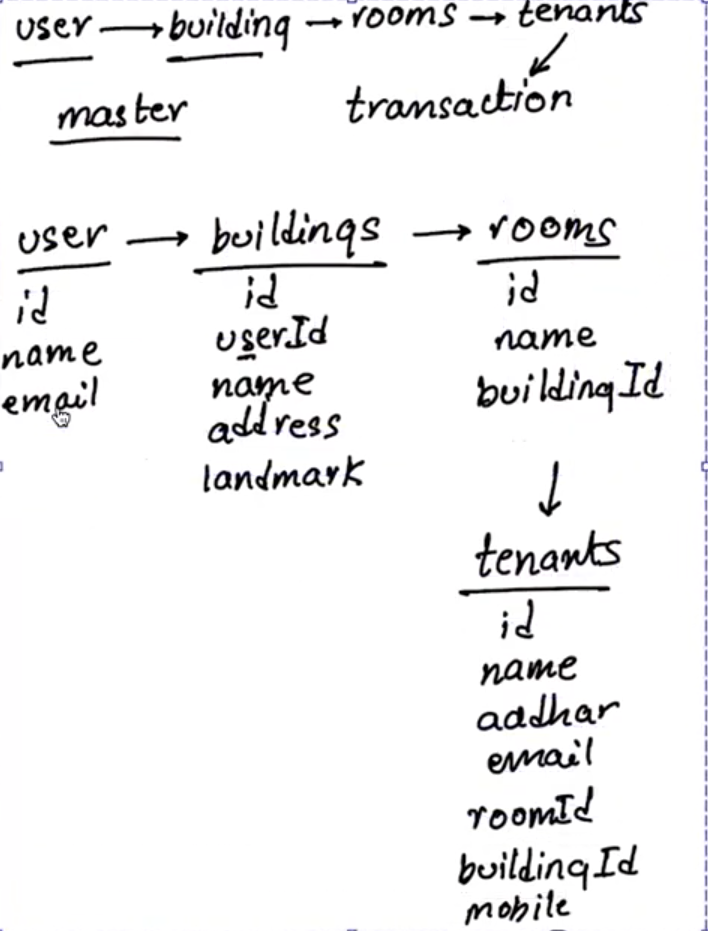 user → building → rooms → tenants
master
transaction
user → buildings → rooms
id
name
email
id
userId
name
address
landmark
id
name
buildingId
tenants
id
name
aadhar
email
roomId
buildingId
mobile